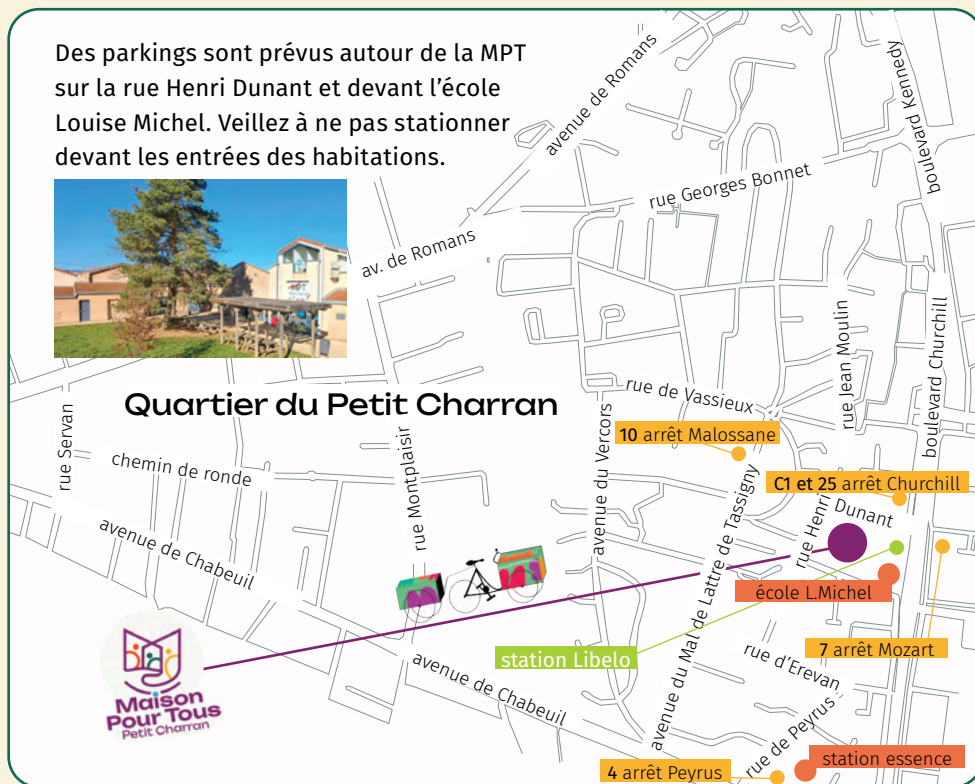 Des parkings sont prévus autour de la MPT
sur la rue Henri Dunant et devant l'école
Louise Michel. Veillez à ne pas stationner
devant les entrées des habitations.
avenue de Romans
boulevard Kennedy
rue Georges Bonnet
av. de Romans
rue Jean Moulin
boulevard Churchill
Quartier du Petit Charran
rue de Vassieux
rue Servan
rue Montplaisir
avenue du Vercors
10 arrêt Malossane
chemin de ronde
C1 et 25 arrêt Churchill
avenue du Mal de Lattre de Tassigny
rue Henri
Dunant
avenue de Chabeuil
école L.Michel
station Libelo
7 arrêt Mozart
rue d'Erevan
avenue de Chabeuil
Maison
Pour Tous
Petit Charran
rue de Peyrus
station essence
4 arrêt Peyrus